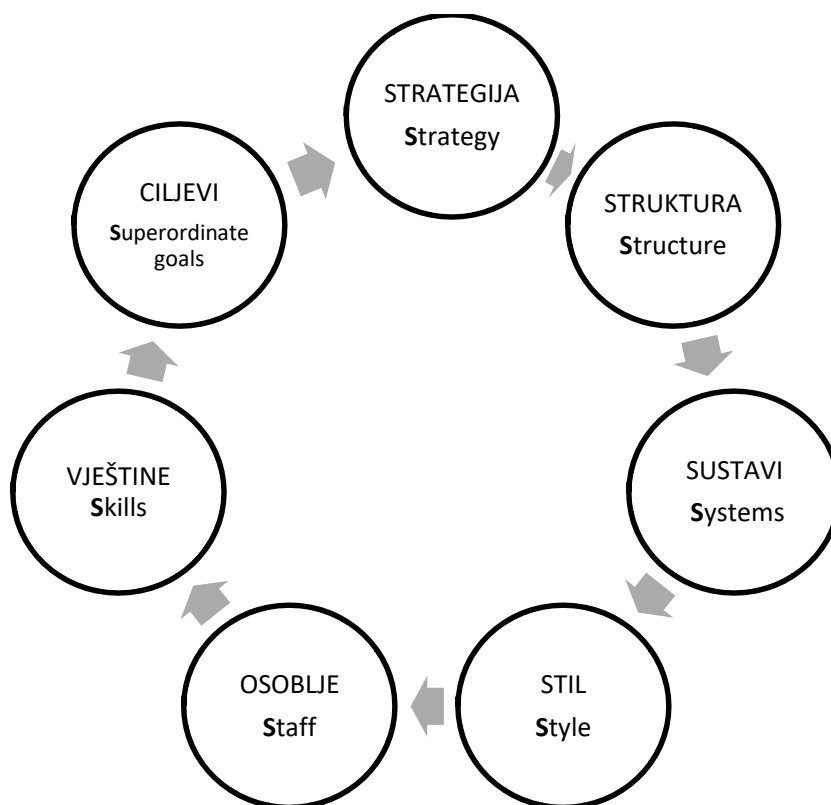 STRATEGIJA
Strategy
STRUKTURA
Structure
SUSTAVI
Systems
STIL
Style
OSOBLJE
Staff
VJEŠTINE
Skills
CILJEVI
Superordinate
goals